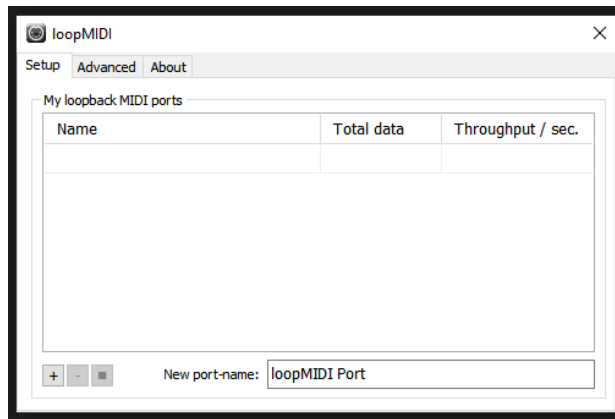 loopMIDI
Setup Advanced About
My loopback MIDI ports
Name Total data Throughput / sec.
+ - New port-name: loopMIDI Port